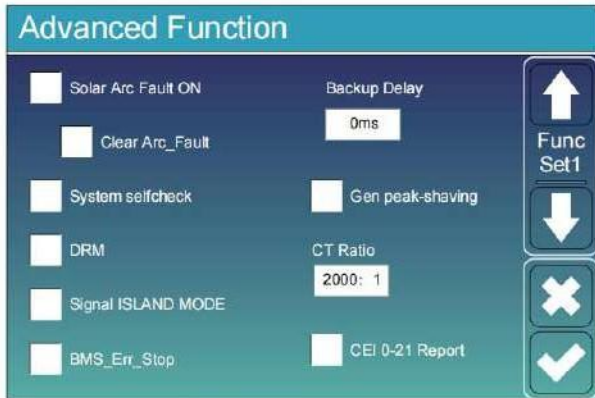 Advanced Function
Solar Arc Fault ON
Backup Delay
0ms
Clear Arc_Fault
System selfcheck
Gen peak-shaving
DRM
CT Ratio
2000: 1
Signal ISLAND MODE
BMS_Err_Stop
CEI 0-21 Report
Func
Set1